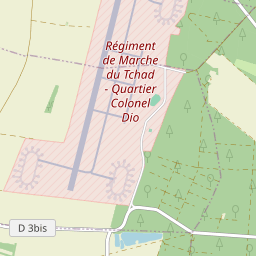 Régiment
de Marche
du Tchad
- Quartier
Colonel
Dio
D 3bis